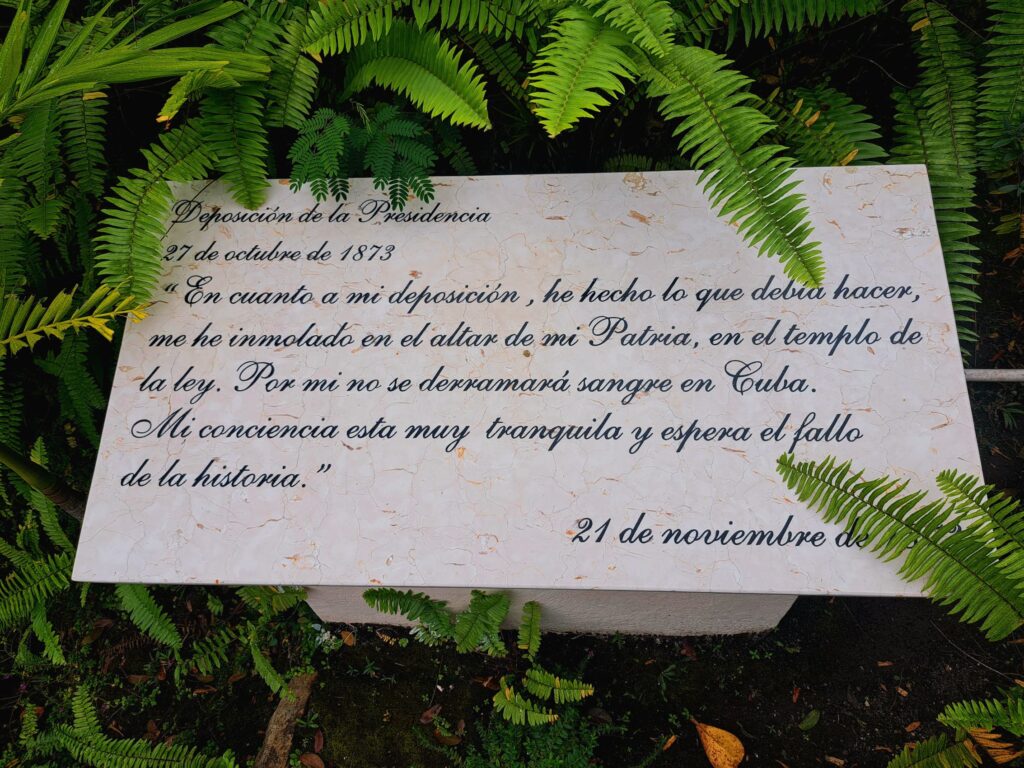 Deposición de la Presidencia
27 de octubre de 1873
“En cuanto a mi deposición, he hecho lo que debía hacer,
me he inmolado en el altar de mi Patria, en el templo de
la ley. Por mi no se derramará sangre en Cuba.
Mi conciencia esta muy tranquila y espera el fallo
de la historia.”
21 de noviembre de